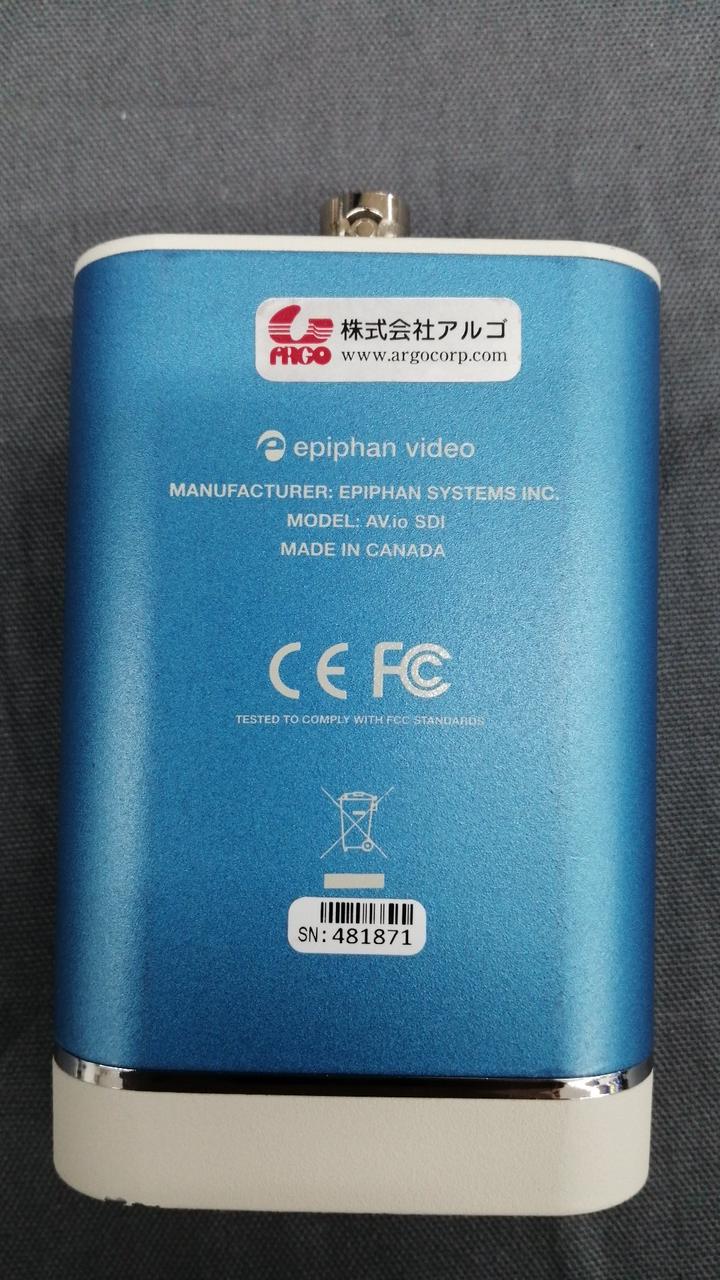 ARGO
株式会社アルゴ
www.argocorp.com
epiphan video
MANUFACTURER: EPIPHAN SYSTEMS INC.
MODEL: AV.io SDI
MADE IN CANADA
CE FC
TESTED TO COMPLY WITH FCC STANDARDS
SN: 481871